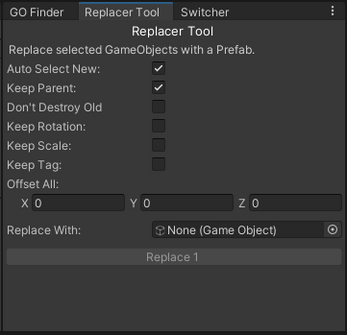 GO Finder Replacer Tool Switcher
Replacer Tool
Replace selected GameObjects with a Prefab.
Auto Select New:
Keep Parent:
Don't Destroy Old
Keep Rotation:
Keep Scale:
Keep Tag:
Offset All:
X 0 Y 0 Z 0
Replace With: None (Game Object)
Replace 1